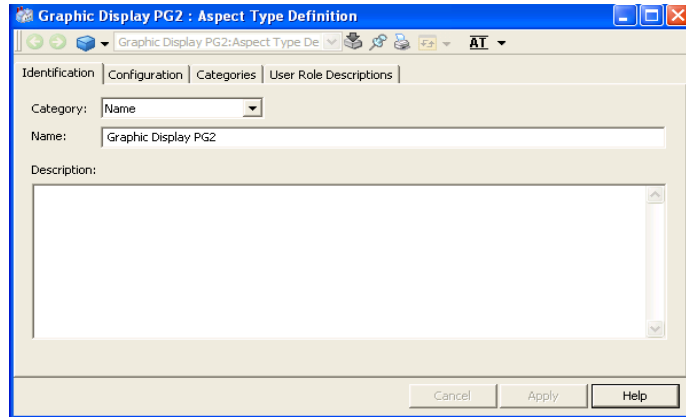 Graphic Display PG2 : Aspect Type Definition
Graphic Display PG2:Aspect Type De AT
Identification Configuration Categories User Role Descriptions
Category: Name
Name: Graphic Display PG2
Description:
Cancel Apply Help